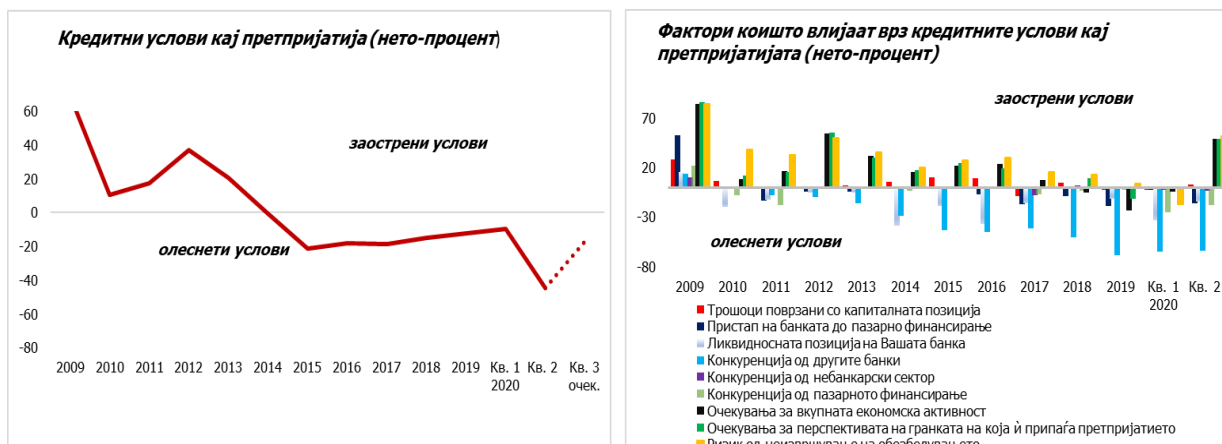 Кредитни услови кај претпријатија (нето-процент)
60
40
20
0
-20
-40
-60
-80
заострени услови
олеснети услови
2009 2010 2011 2012 2013 2014 2015 2016 2017 2018 2019 Кв. 1 Кв. 2 Кв. 3
2020 очек.
Фактори коишто влијаат врз кредитните услови кај
претпријатијата (нето-процент)
заострени услови
70
20
-30
-80
олеснети услови
2009 2010 2011 2012 2013 2014 2015 2016 2017 2018 2019 Кв. 1 Кв. 2
2020
Трошоци поврзани со капиталната позиција
Пристап на банката до пазарно финансирање
Ликвидносната позиција на Вашата банка
Конкуренција од другите банки
Конкуренција од небанкарски сектор
Конкуренција од пазарното финансирање
Очекувања за вкупната економска активност
Очекувања за перспективата на гранката на која ѝ припаѓа претпријатието
Ризик од неизвршување на обезбедувањето